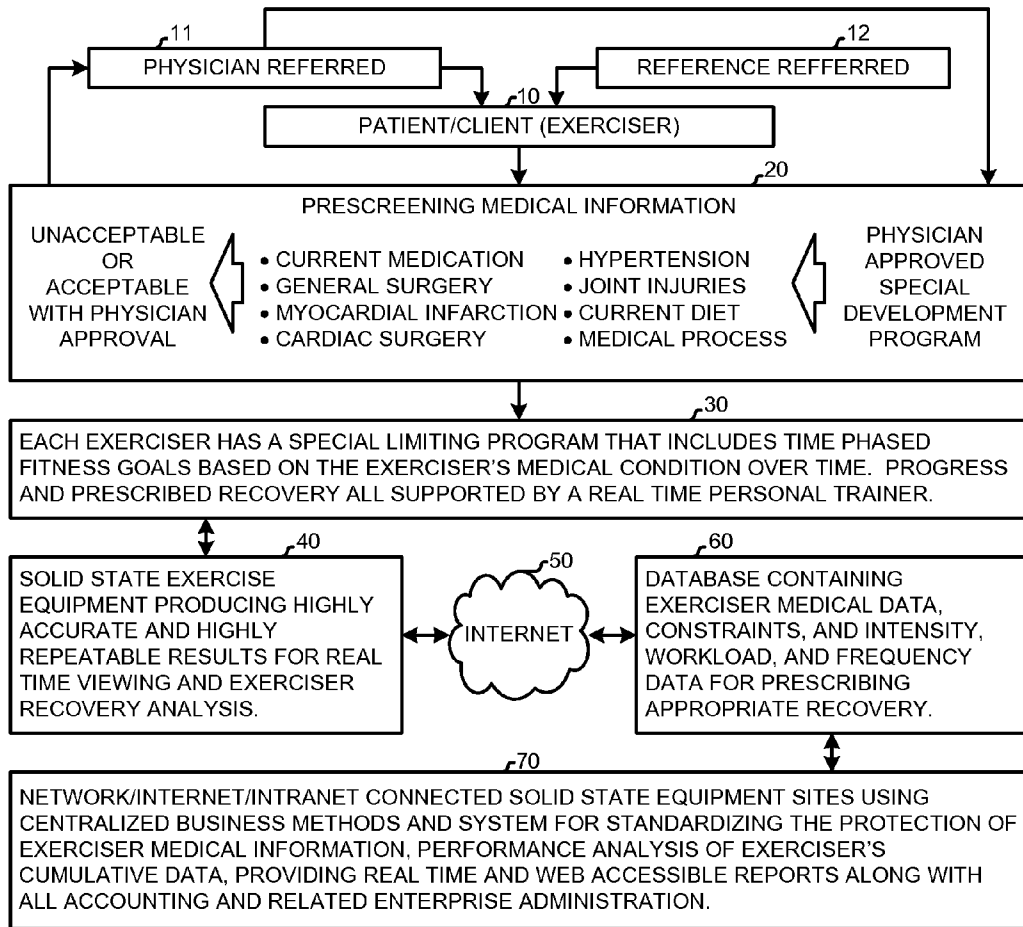 11
PHYSICIAN REFERRED
12
REFERENCE REFFERRED
10
PATIENT/CLIENT (EXERCISER)
20
PRESCREENING MEDICAL INFORMATION
UNACCEPTABLE
OR
ACCEPTABLE
WITH PHYSICIAN
APPROVAL
• CURRENT MEDICATION
• GENERAL SURGERY
• MYOCARDIAL INFARCTION
• CARDIAC SURGERY
• HYPERTENSION
• JOINT INJURIES
• CURRENT DIET
• MEDICAL PROCESS
PHYSICIAN
APPROVED
SPECIAL
DEVELOPMENT
PROGRAM
30
EACH EXERCISER HAS A SPECIAL LIMITING PROGRAM THAT INCLUDES TIME PHASED
FITNESS GOALS BASED ON THE EXERCISER'S MEDICAL CONDITION OVER TIME. PROGRESS
AND PRESCRIBED RECOVERY ALL SUPPORTED BY A REAL TIME PERSONAL TRAINER.
40
SOLID STATE EXERCISE
EQUIPMENT PRODUCING HIGHLY
ACCURATE AND HIGHLY
REPEATABLE RESULTS FOR REAL
TIME VIEWING AND EXERCISER
RECOVERY ANALYSIS.
50
INTERNET
60
DATABASE CONTAINING
EXERCISER MEDICAL DATA,
CONSTRAINTS, AND INTENSITY,
WORKLOAD, AND FREQUENCY
DATA FOR PRESCRIBING
APPROPRIATE RECOVERY.
70
NETWORK/INTERNET/INTRANET CONNECTED SOLID STATE EQUIPMENT SITES USING
CENTRALIZED BUSINESS METHODS AND SYSTEM FOR STANDARDIZING THE PROTECTION OF
EXERCISER MEDICAL INFORMATION, PERFORMANCE ANALYSIS OF EXERCISER'S
CUMULATIVE DATA, PROVIDING REAL TIME AND WEB ACCESSIBLE REPORTS ALONG WITH
ALL ACCOUNTING AND RELATED ENTERPRISE ADMINISTRATION.